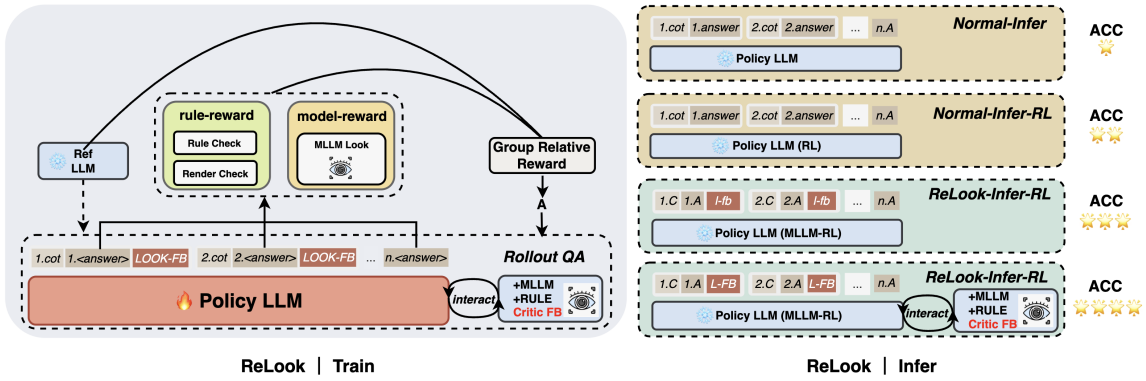 rule-reward
Rule Check
Render Check
model-reward
MLLM Look
Ref
LLM
Group Relative
Reward
A
1.cot 1.<answer> LOOK-FB 2.cot 2.<answer> LOOK-FB ... n.<answer>
Rollout QA
Policy LLM
interact
+MLLM
+RULE
Critic FB
ReLook | Train
1.cot 1.answer 2.cot 2.answer ... n.A
Normal-Infer
Policy LLM
ACC
1.cot 1.answer 2.cot 2.answer ... n.A
Normal-Infer-RL
Policy LLM (RL)
ACC
1.C 1.A l-fb 2.C 2.A l-fb ... n.A
ReLook-Infer-RL
Policy LLM (MLLM-RL)
ACC
1.C 1.A L-FB 2.C 2.A L-FB ... n.A
ReLook-Infer-RL
Policy LLM (MLLM-RL)
interact
+MLLM
+RULE
Critic FB
ACC
ReLook | Infer